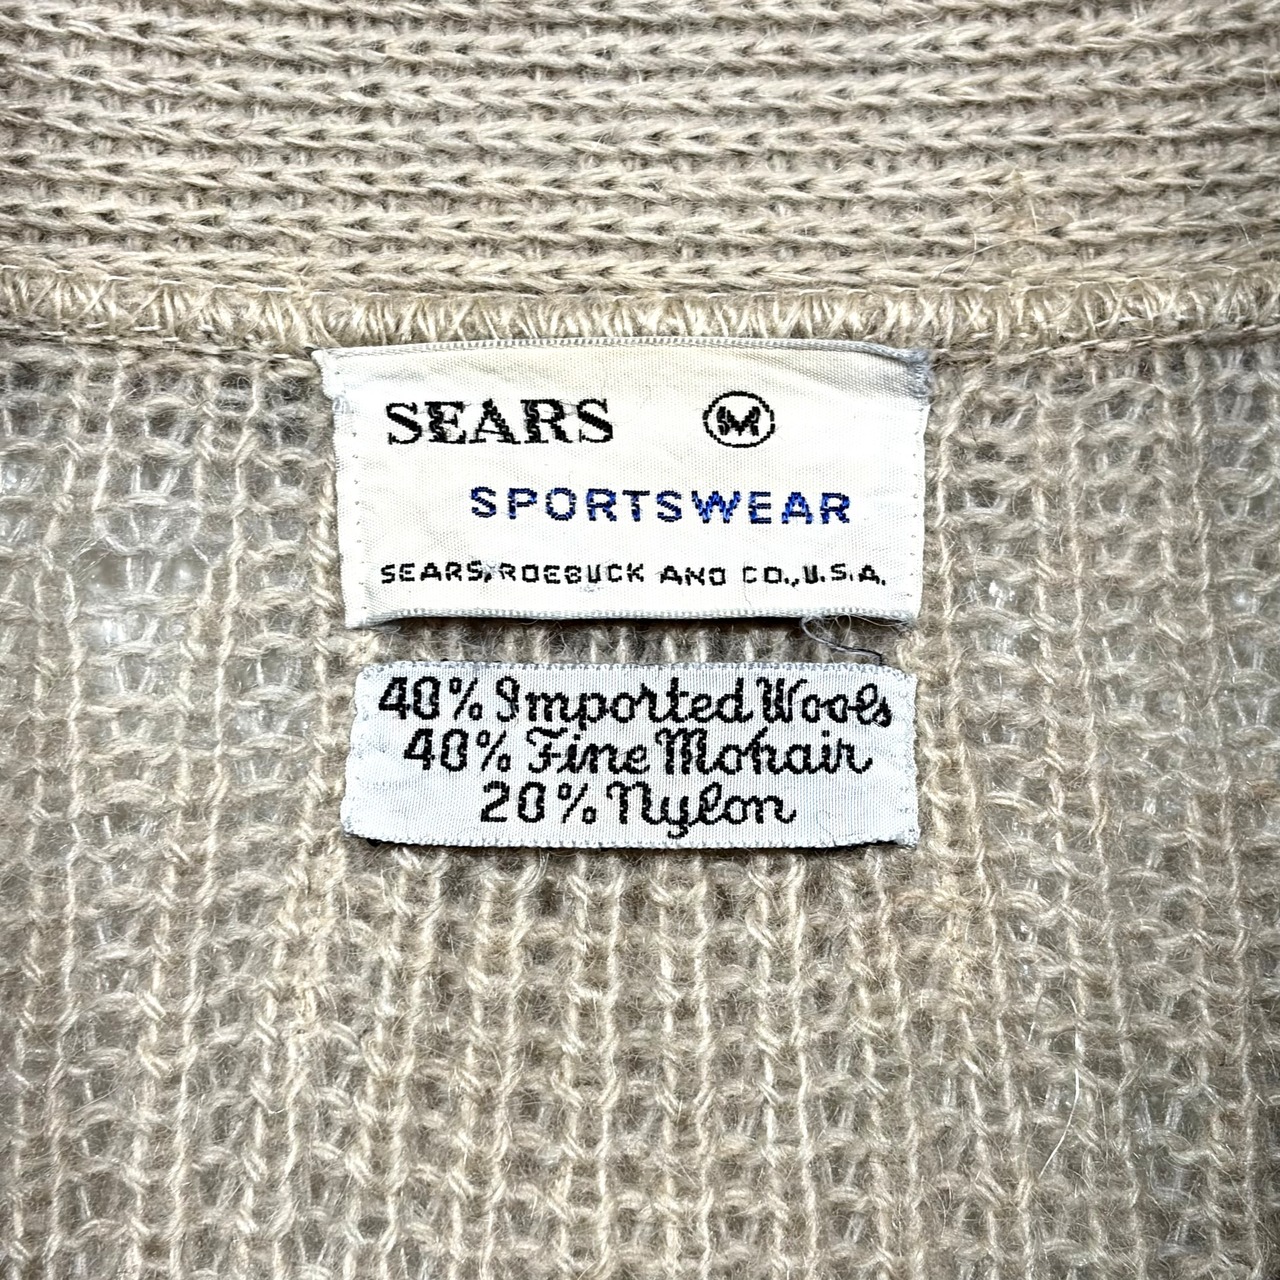 SEARS M
SPORTSWEAR
SEARS, ROEBUCK AND CO., U.S.A.
40% Imported Wools
40% Fine Mohair
20% Nylon